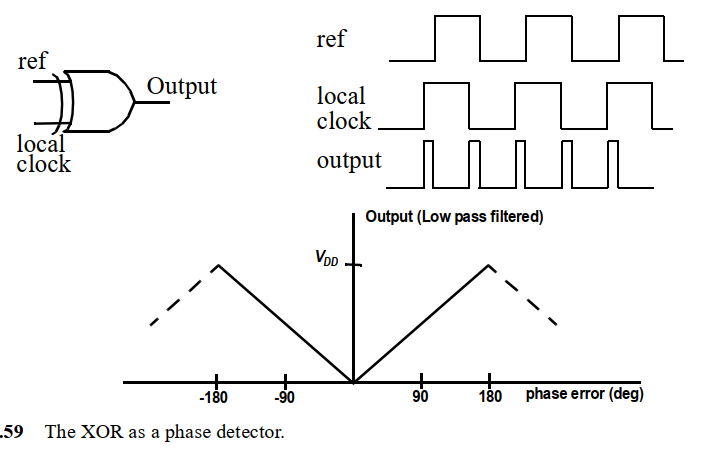 ref
Output
local
clock
ref
local
clock
output
Output (Low pass filtered)
VDD
-180
-90
90
180
phase error (deg)
.59 The XOR as a phase detector.